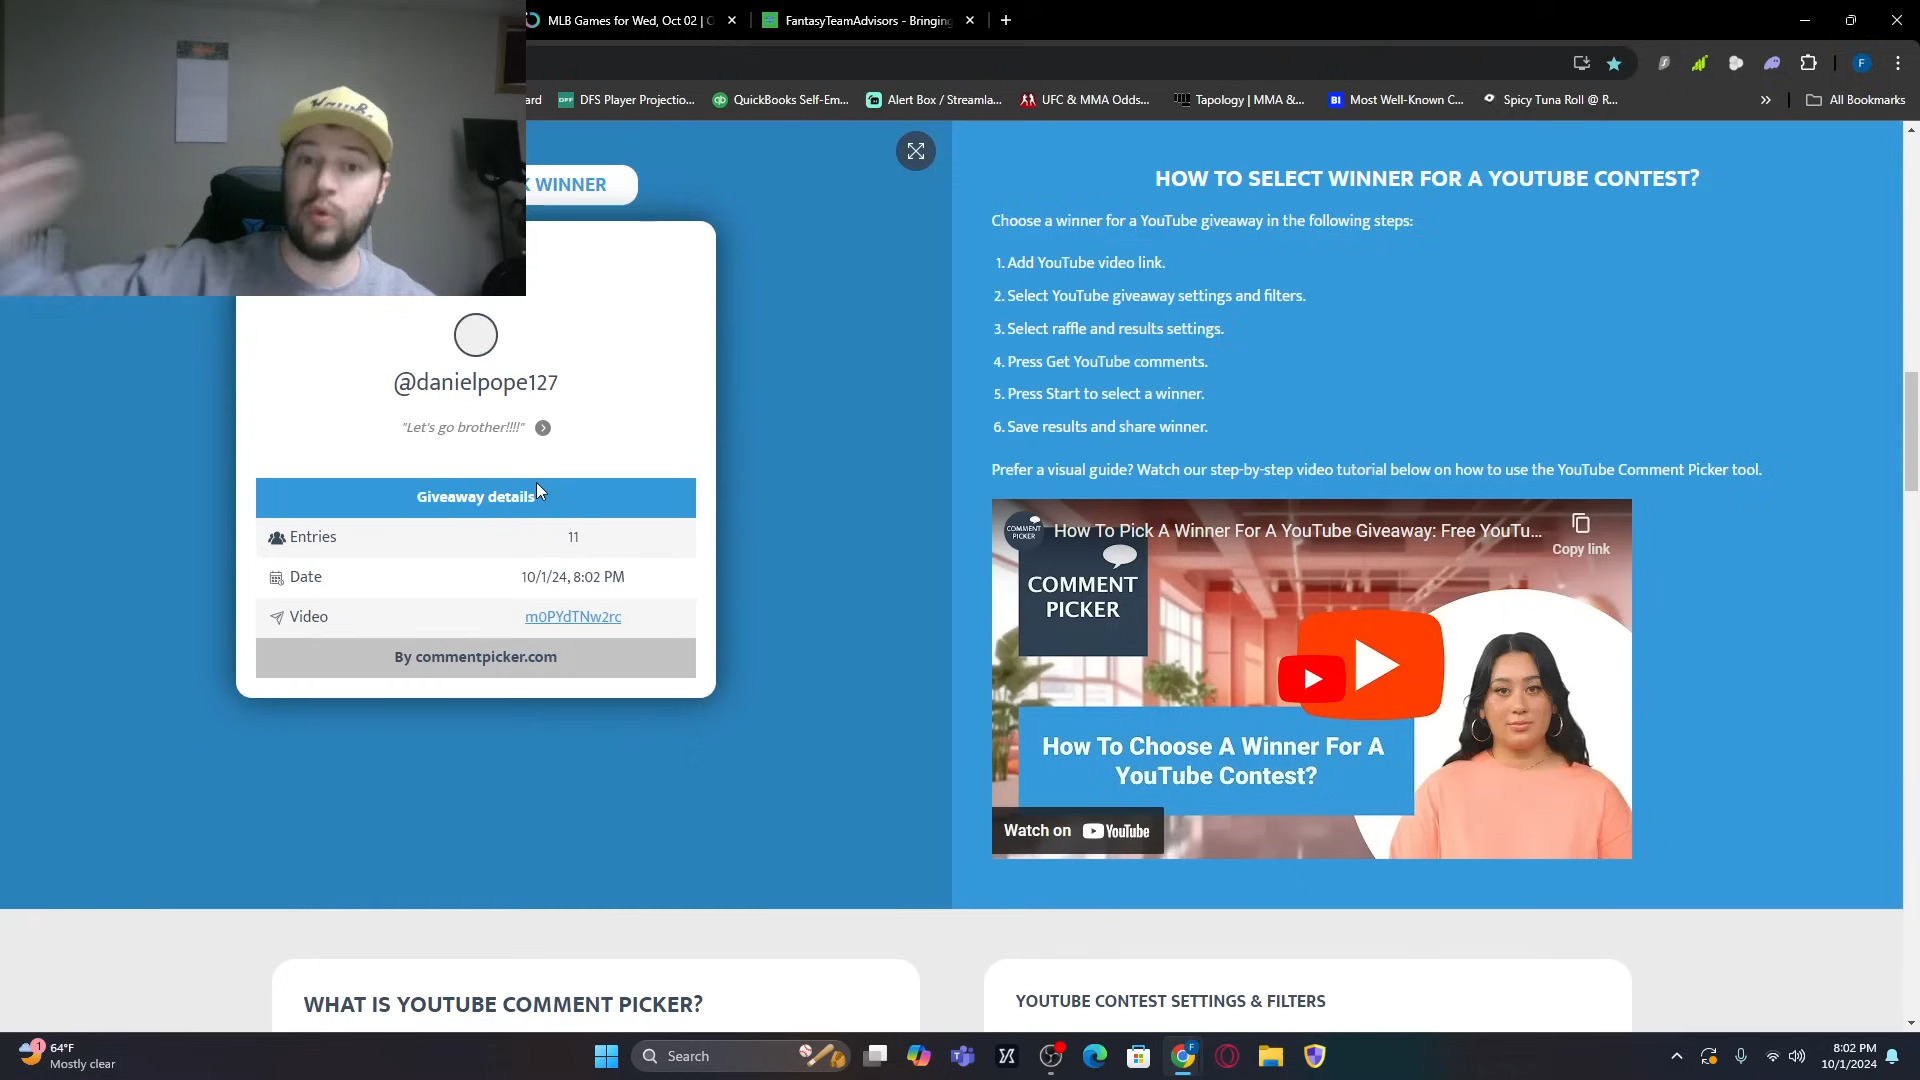 MLB Games for Wed, Oct 02 |
FantasyTeamAdvisors - Bringing
F
ard
DFS Player Projectio...
QuickBooks Self-Em...
Alert Box / Streamla...
UFC & MMA Odds...
Tapology | MMA &...
BI
Most Well-Known C...
Spicy Tuna Roll @ R...
»
All Bookmarks
WINNER
@danielpope127
"Let's go brother!!!!"
Giveaway details
Entries 11
Date 10/1/24, 8:02 PM
Video m0PYdTNw2rc
By commentpicker.com
HOW TO SELECT WINNER FOR A YOUTUBE CONTEST?
Choose a winner for a YouTube giveaway in the following steps:
1. Add YouTube video link.
2. Select YouTube giveaway settings and filters.
3. Select raffle and results settings.
4. Press Get YouTube comments.
5. Press Start to select a winner.
6. Save results and share winner.
Prefer a visual guide? Watch our step-by-step video tutorial below on how to use the YouTube Comment Picker tool.
COMMENT
PICKER
How To Pick A Winner For A YouTube Giveaway: Free YouTu...
Copy link
COMMENT
PICKER
How To Choose A Winner For A
YouTube Contest?
Watch on YouTube
WHAT IS YOUTUBE COMMENT PICKER?
YOUTUBE CONTEST SETTINGS & FILTERS
1
64°F
Mostly clear
Search
F
8:02 PM
10/1/2024